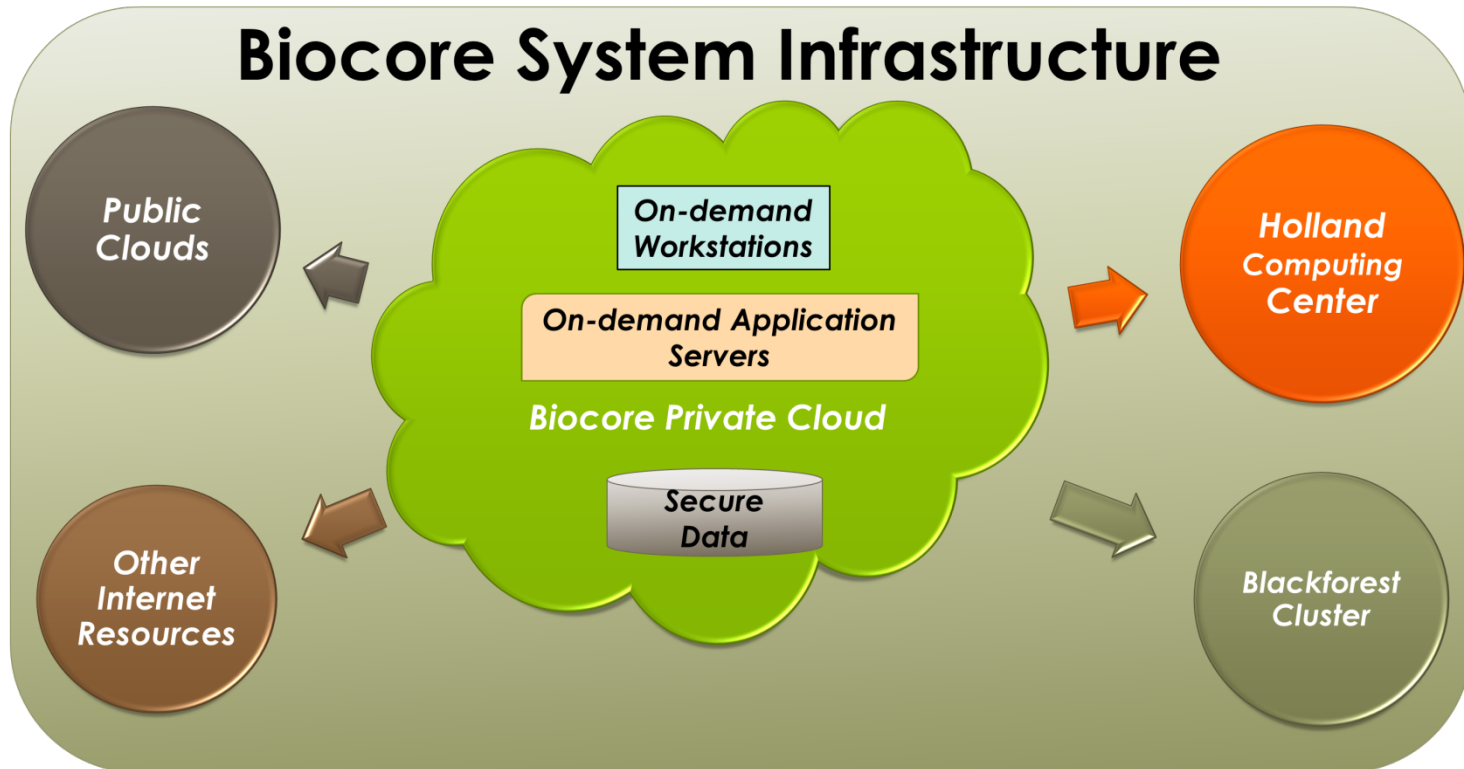 Biocore System Infrastructure
Public
Clouds
On-demand
Workstations
Holland
Computing
Center
On-demand Application
Servers
Biocore Private Cloud
Secure
Data
Other
Internet
Resources
Blackforest
Cluster